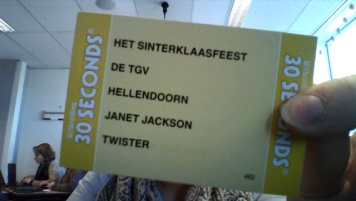 30 SECONDS®
HET SINTERKLAASFEEST
DE TGV
HELLENDOORN
JANET JACKSON
TWISTER
30 SECONDS®